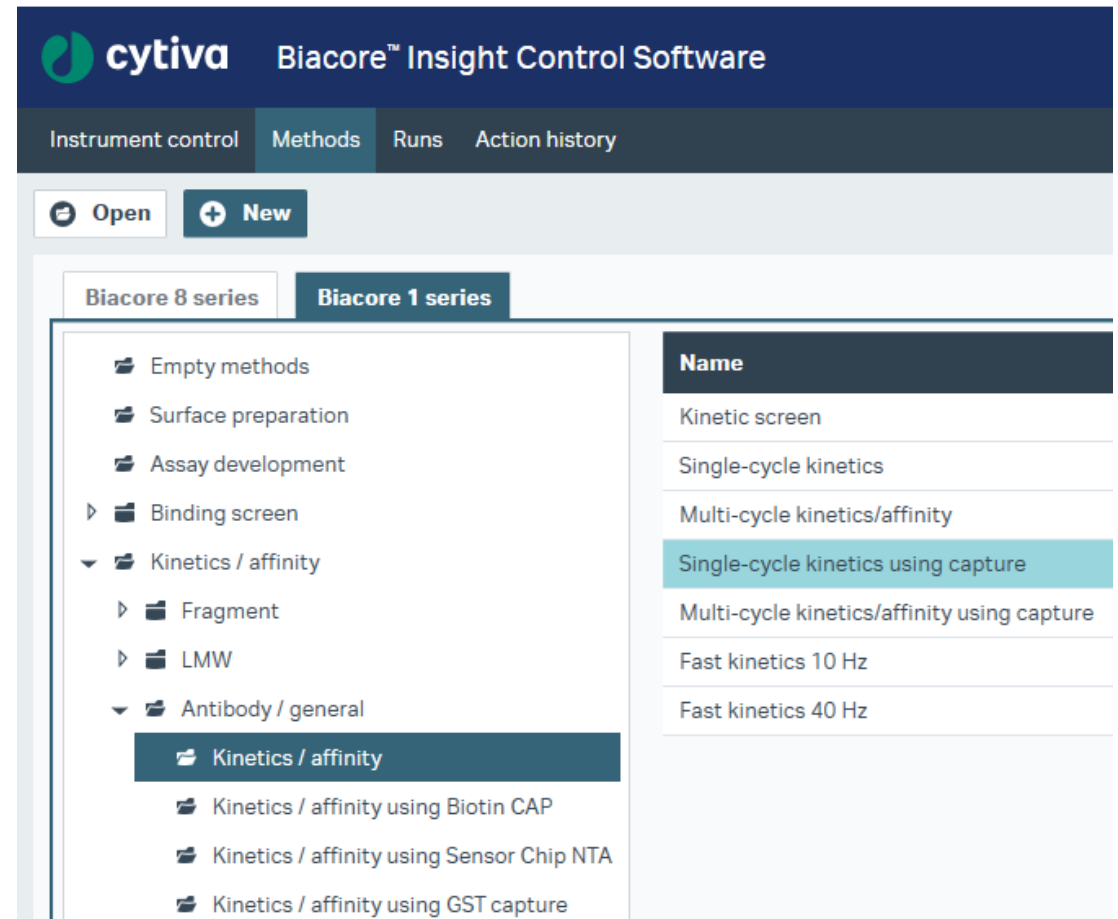 cytiva Biacore™ Insight Control Software
Instrument control Methods Runs Action history
Open New
Biacore 8 series Biacore 1 series
Empty methods
Surface preparation
Assay development
Binding screen
Kinetics / affinity
Fragment
LMW
Antibody / general
Kinetics / affinity
Kinetics / affinity using Biotin CAP
Kinetics / affinity using Sensor Chip NTA
Kinetics / affinity using GST capture
Name
Kinetic screen
Single-cycle kinetics
Multi-cycle kinetics/affinity
Single-cycle kinetics using capture
Multi-cycle kinetics/affinity using capture
Fast kinetics 10 Hz
Fast kinetics 40 Hz